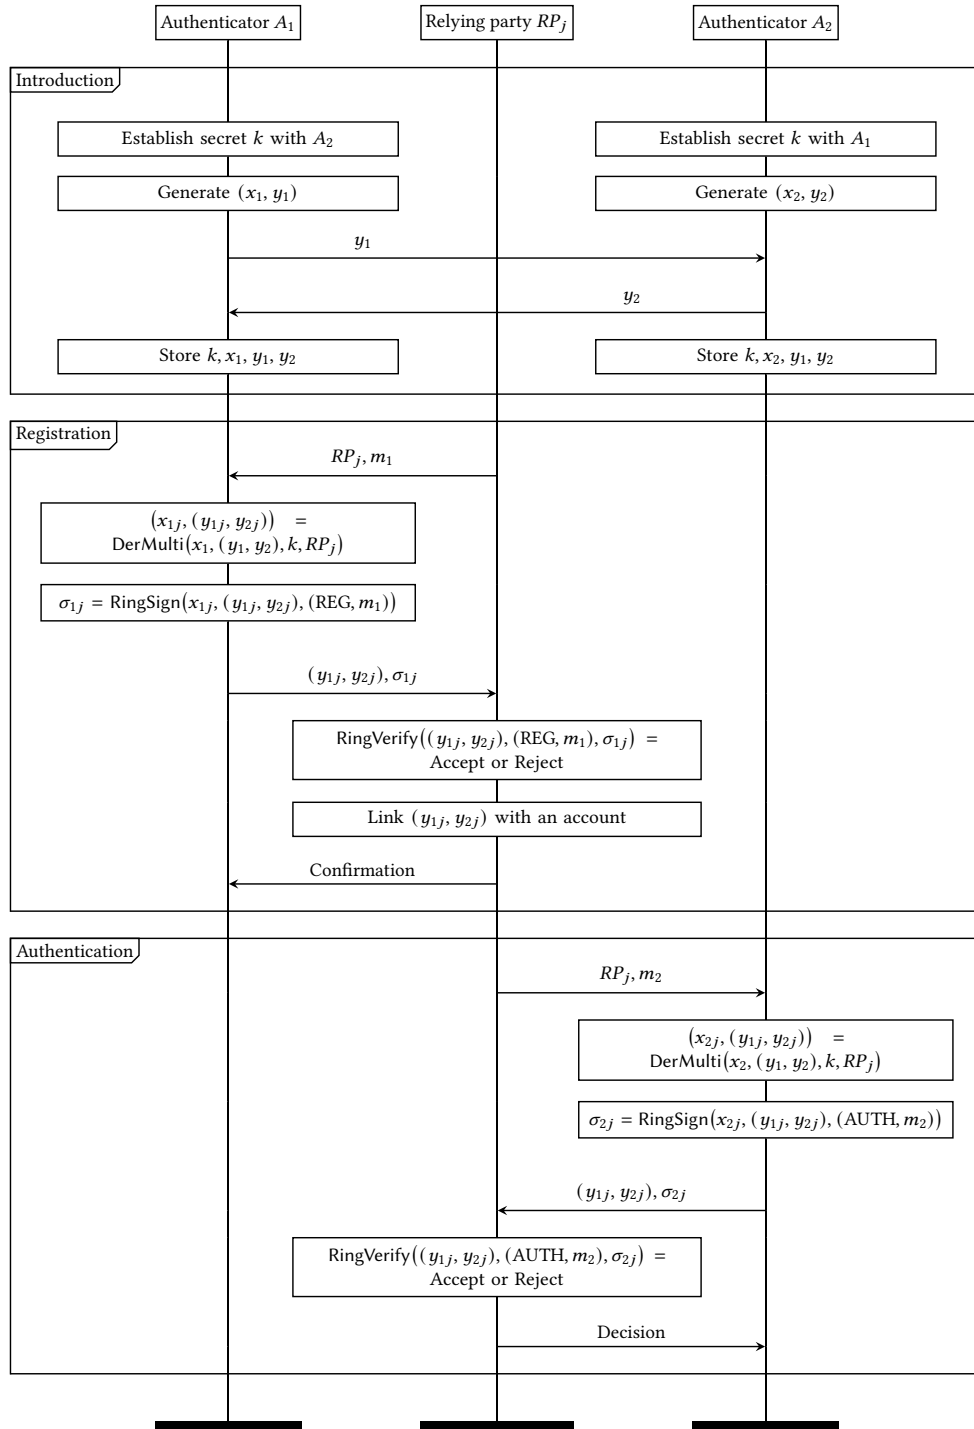 Authenticator A₁ Relying party RPⱼ Authenticator A₂
Introduction
Establish secret k with A₂ Establish secret k with A₁
Generate (x₁, y₁) Generate (x₂, y₂)
y₁
y₂
Store k, x₁, y₁, y₂ Store k, x₂, y₁, y₂
Registration
RPⱼ, m₁
(x₁ⱼ, (y₁ⱼ, y₂ⱼ)) =
DerMulti(x₁, (y₁, y₂), k, RPⱼ)
σ₁ⱼ = RingSign(x₁ⱼ, (y₁ⱼ, y₂ⱼ), (REG, m₁))
(y₁ⱼ, y₂ⱼ), σ₁ⱼ
RingVerify((y₁ⱼ, y₂ⱼ), (REG, m₁), σ₁ⱼ) =
Accept or Reject
Link (y₁ⱼ, y₂ⱼ) with an account
Confirmation
Authentication
RPⱼ, m₂
(x₂ⱼ, (y₁ⱼ, y₂ⱼ)) =
DerMulti(x₂, (y₁, y₂), k, RPⱼ)
σ₂ⱼ = RingSign(x₂ⱼ, (y₁ⱼ, y₂ⱼ), (AUTH, m₂))
(y₁ⱼ, y₂ⱼ), σ₂ⱼ
RingVerify((y₁ⱼ, y₂ⱼ), (AUTH, m₂), σ₂ⱼ) =
Accept or Reject
Decision